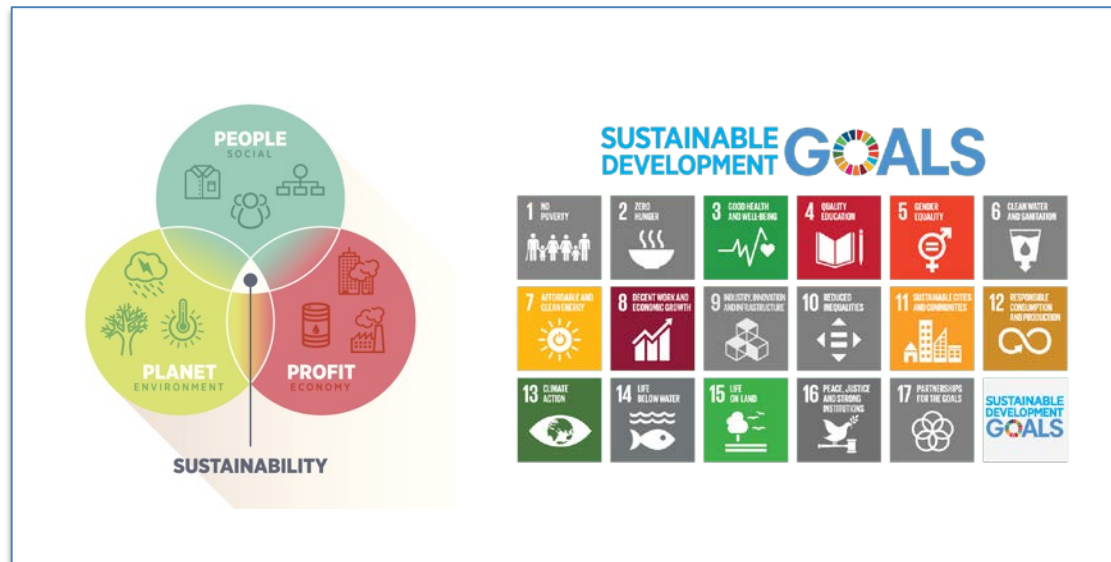 PEOPLE
SOCIAL
PLANET
ENVIRONMENT
PROFIT
ECONOMY
SUSTAINABILITY
SUSTAINABLE
DEVELOPMENT
GOALS
1 NO
POVERTY
2 ZERO
HUNGER
3 GOOD HEALTH
AND WELL-BEING
4 QUALITY
EDUCATION
5 GENDER
EQUALITY
6 CLEAN WATER
AND SANITATION
7 AFFORDABLE AND
CLEAN ENERGY
8 DECENT WORK AND
ECONOMIC GROWTH
9 INDUSTRY, INNOVATION
AND INFRASTRUCTURE
10 REDUCED
INEQUALITIES
11 SUSTAINABLE CITIES
AND COMMUNITIES
12 RESPONSIBLE
CONSUMPTION
AND PRODUCTION
13 CLIMATE
ACTION
14 LIFE
BELOW WATER
15 LIFE
ON LAND
16 PEACE, JUSTICE
AND STRONG
INSTITUTIONS
17 PARTNERSHIPS
FOR THE GOALS
SUSTAINABLE
DEVELOPMENT
GOALS